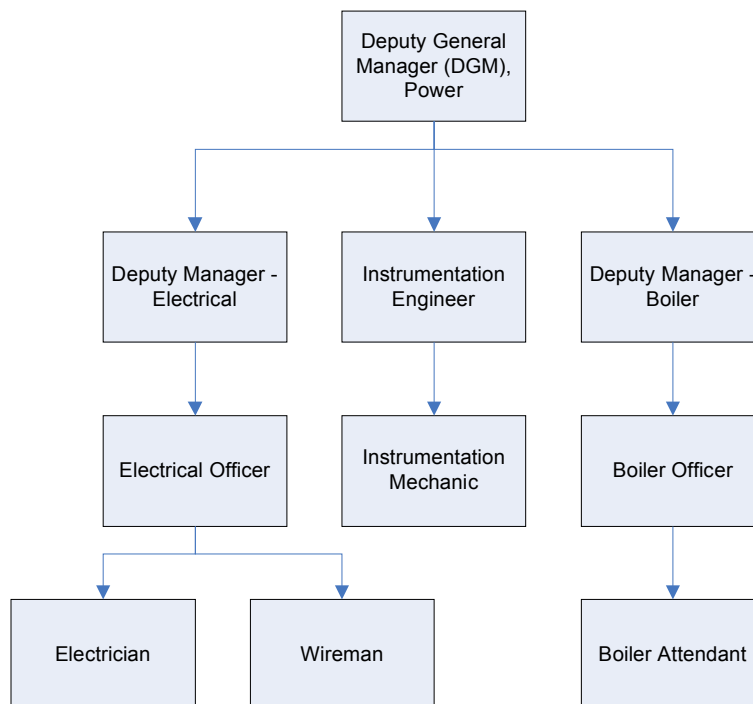 Deputy General
Manager (DGM),
Power
Deputy Manager -
Electrical
Instrumentation
Engineer
Deputy Manager -
Boiler
Electrical Officer
Instrumentation
Mechanic
Boiler Officer
Electrician
Wireman
Boiler Attendant